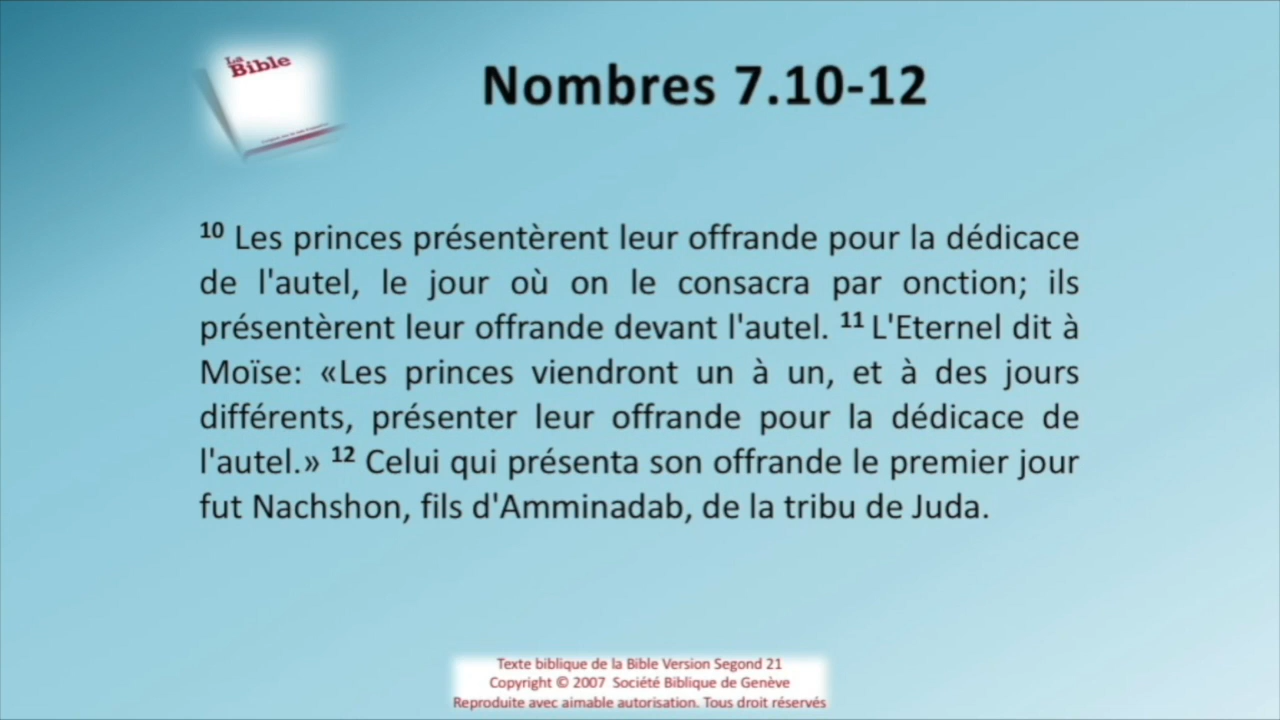 La
Bible
Nombres 7.10-12
10 Les princes présentèrent leur offrande pour la dédicace
de l'autel, le jour où on le consacra par onction; ils
présentèrent leur offrande devant l'autel. 11 L'Eternel dit à
Moïse: «Les princes viendront un à un, et à des jours
différents, présenter leur offrande pour la dédicace de
l'autel.» 12 Celui qui présenta son offrande le premier jour
fut Nachshon, fils d'Amminadab, de la tribu de Juda.
Texte biblique de la Bible Version Segond 21
Copyright © 2007 Société Biblique de Genève
Reproduite avec aimable autorisation. Tous droit réservés